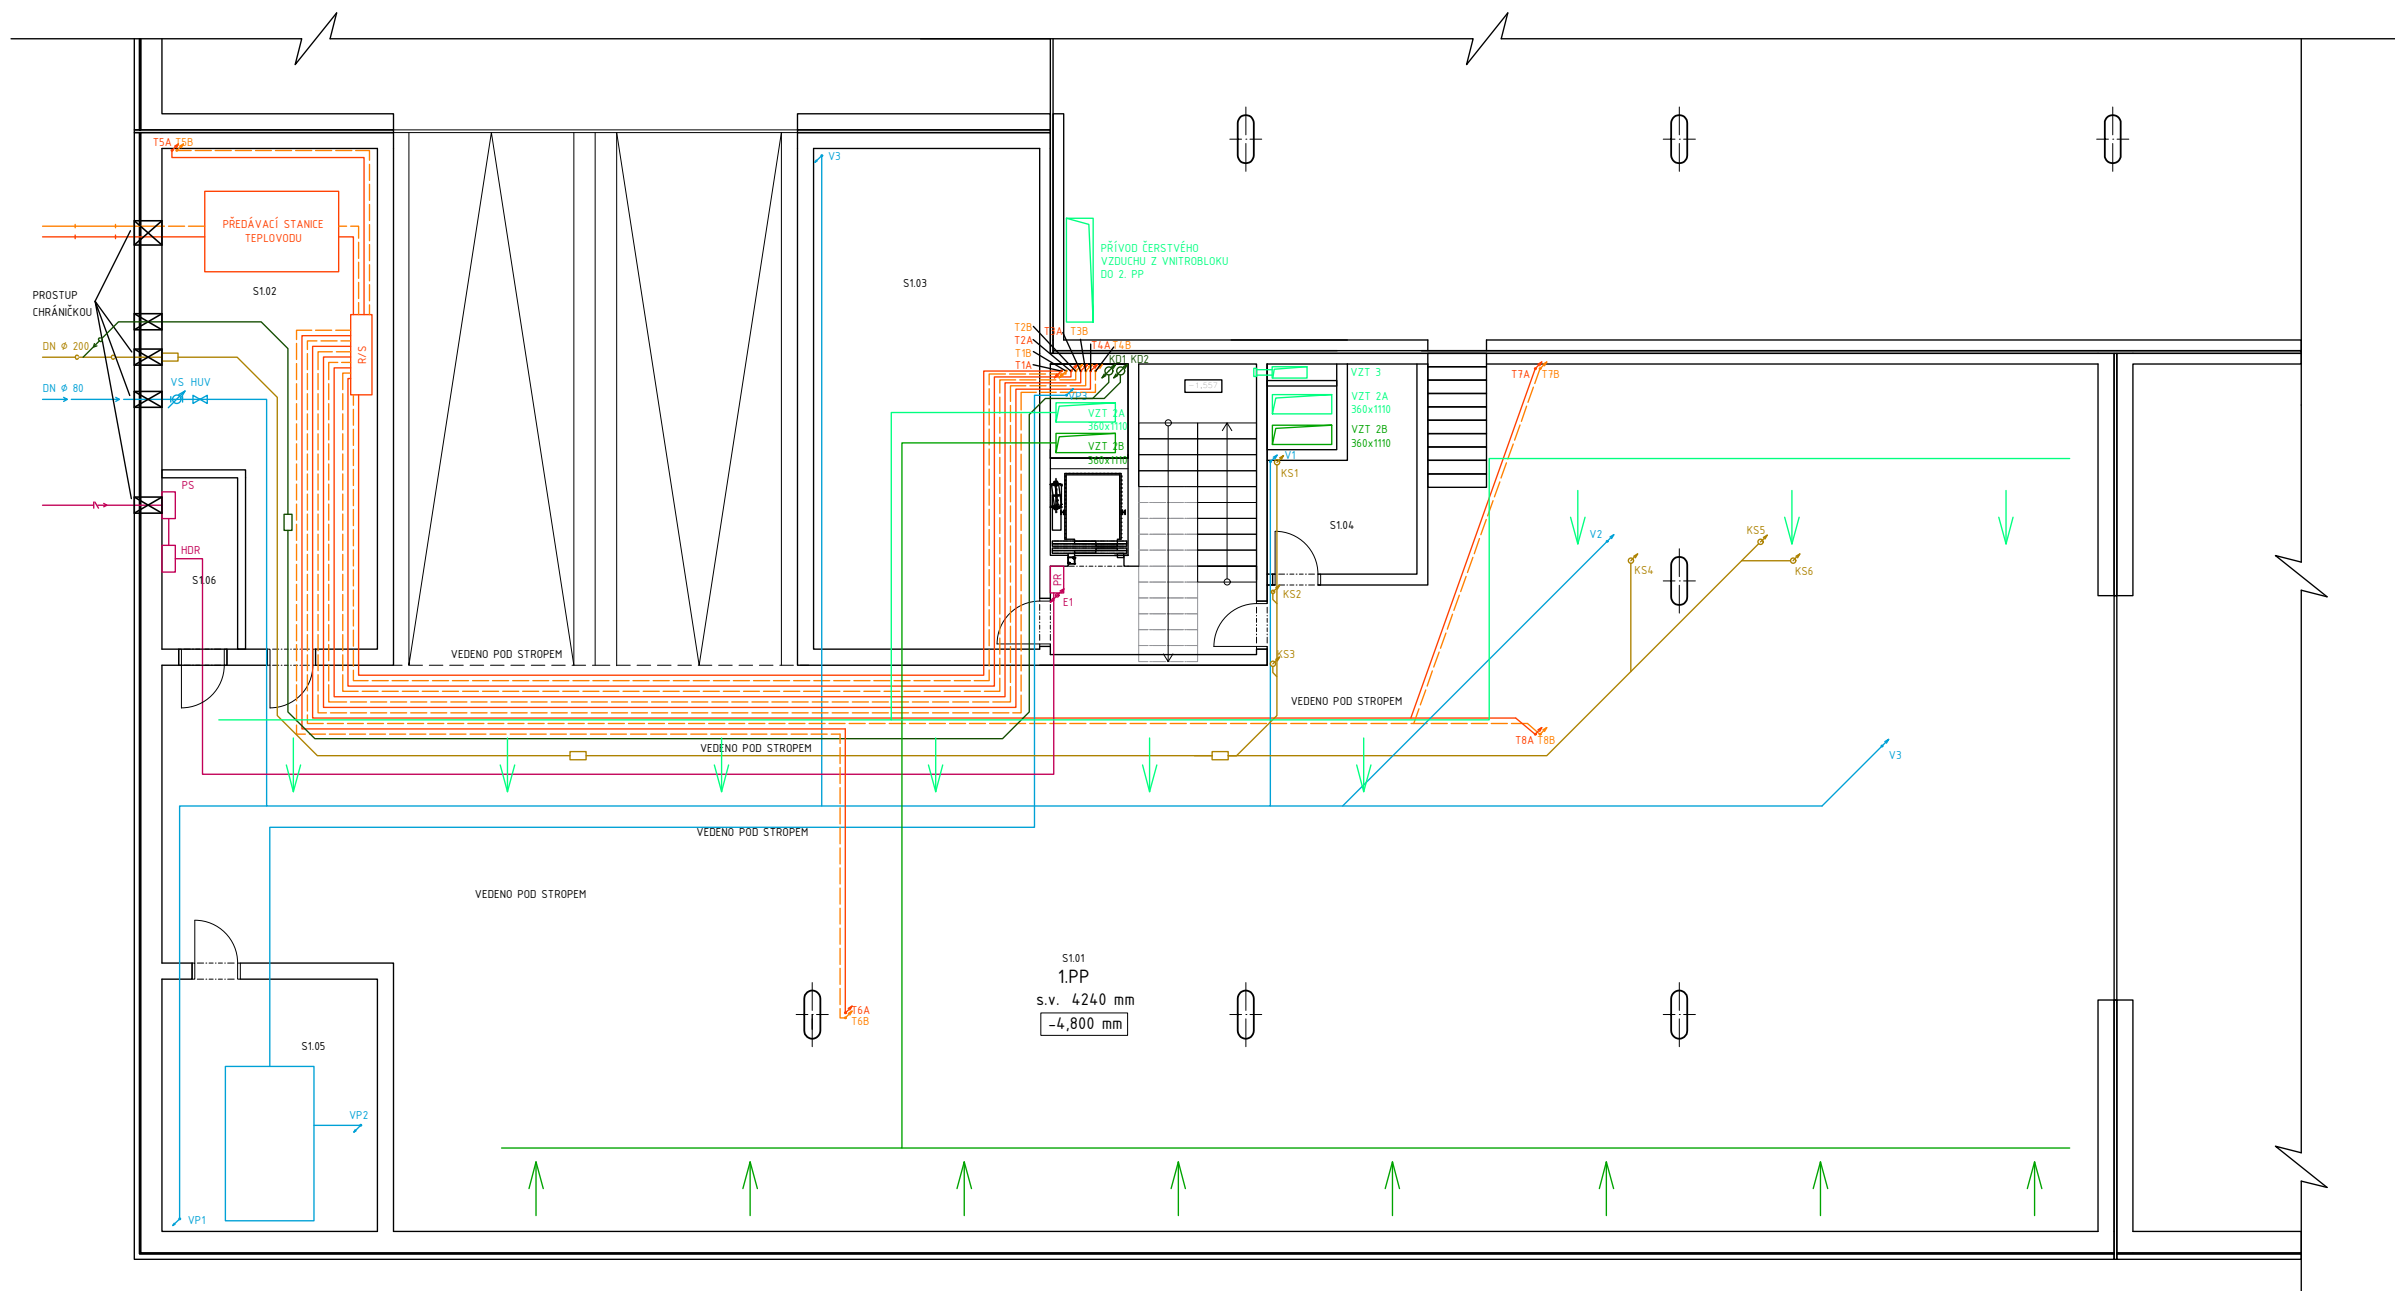 T5A T5B
V3
PŘEDÁVACÍ STANICE
TEPLOVODU
PŘÍVOD ČERSTVÉHO
VZDUCHU Z VNITROBLOKU
DO 2. PP
S1.02
S1.03
PROSTUP
CHRÁNIČKOU
DN Ø 200
R/S
T2B
T3A T3B
T2A
T4A T4B
T1B
KD1 KD2
T1A
T7A T7B
VZT 3
DN Ø 80
VS HUV
-1,557
VP3
VZT 2A
360x1110
VZT 2A
360x1110
VZT 2B
360x1110
VZT 2B
360x1110
V1
KS1
PS
S1.04
V2
KS5
HDR
KS4
KS6
S1.06
PR
KS2
E1
KS3
VEDENO POD STROPEM
VEDENO POD STROPEM
T8A T8B
VEDENO POD STROPEM
V3
VEDENO POD STROPEM
VEDENO POD STROPEM
S1.01
1.PP
s.v. 4240 mm
-4,800 mm
T6A
T6B
S1.05
VP2
VP1